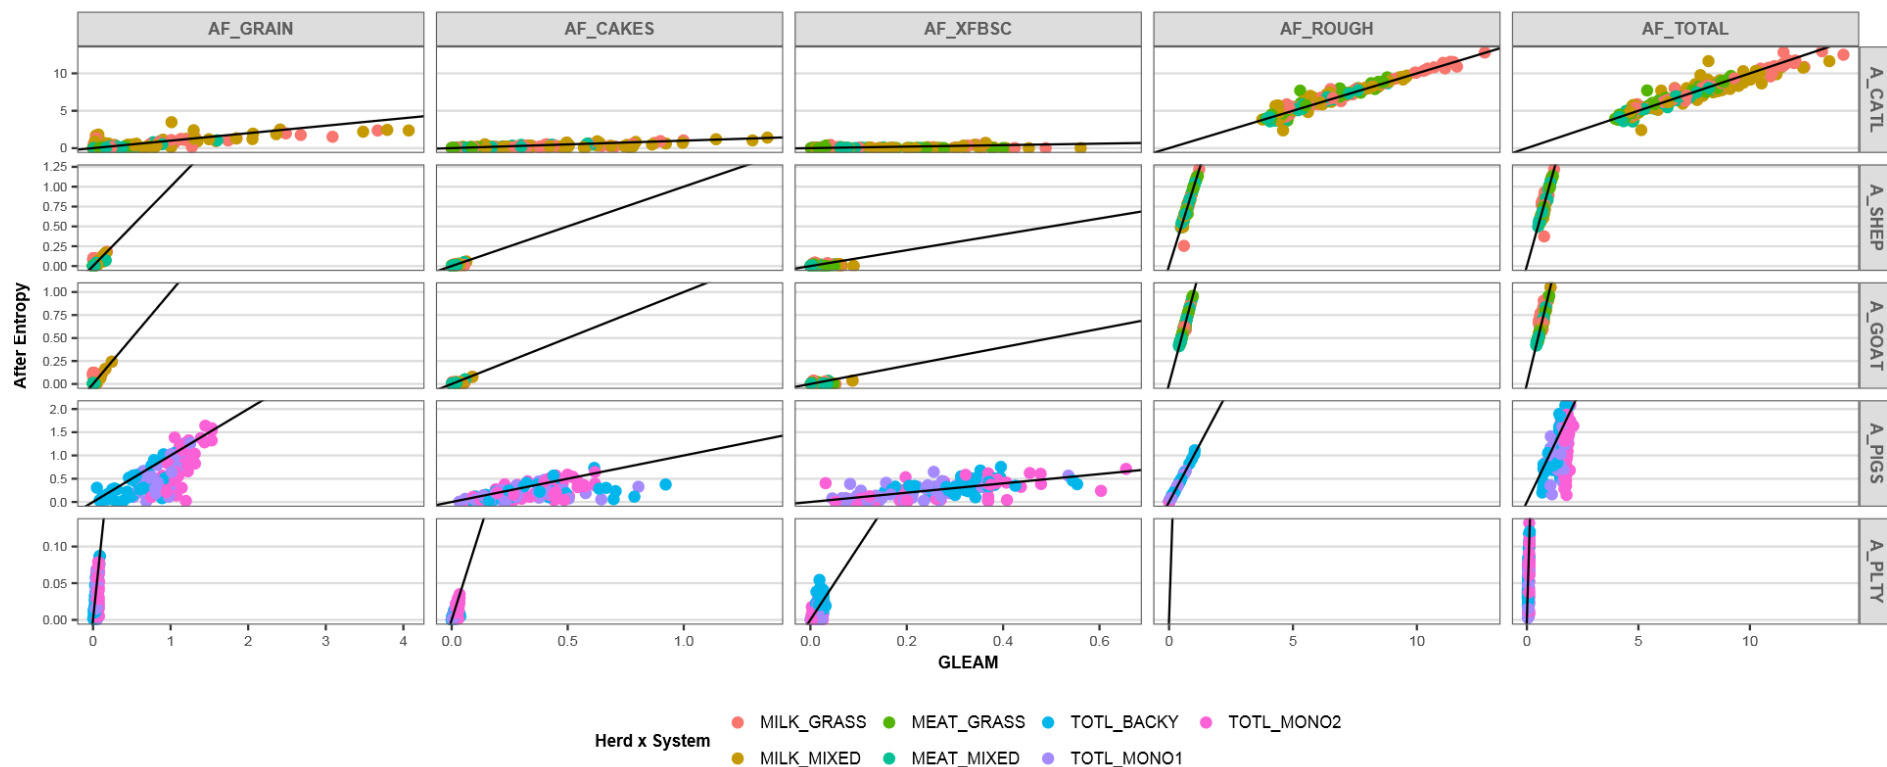 AF_GRAIN AF_CAKES AF_XFBSC AF_ROUGH AF_TOTAL
10
5
0
A_CATL
1.25
1.00
0.75
0.50
0.25
0.00
A_SHEP
1.00
0.75
0.50
0.25
0.00
A_GOAT
2.0
1.5
1.0
0.5
0.0
A_PIGS
0.10
0.05
0.00
A_PLTY
After Entropy
0 1 2 3 4 0.0 0.5 1.0 0.0 0.2 0.4 0.6 0 5 10 0 5 10
GLEAM
Herd x System
MILK_GRASS MEAT_GRASS TOTL_BACKY TOTL_MONO2
MILK_MIXED MEAT_MIXED TOTL_MONO1